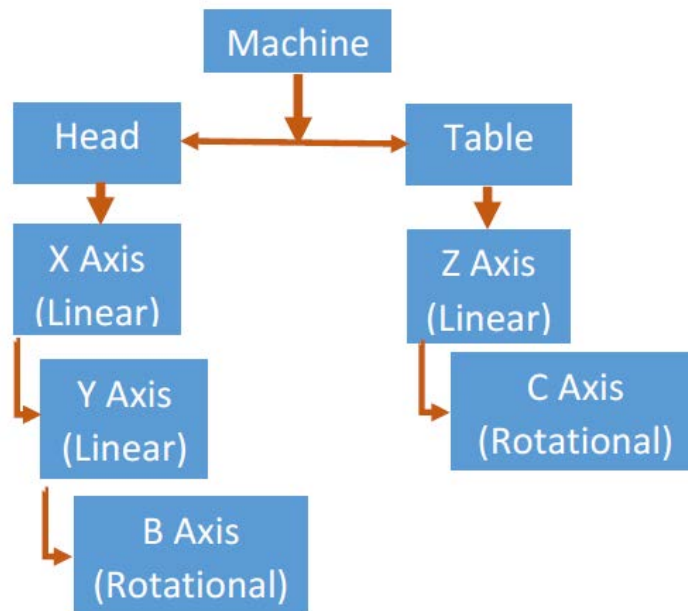 Machine
Head
Table
X Axis
(Linear)
Z Axis
(Linear)
Y Axis
(Linear)
C Axis
(Rotational)
B Axis
(Rotational)